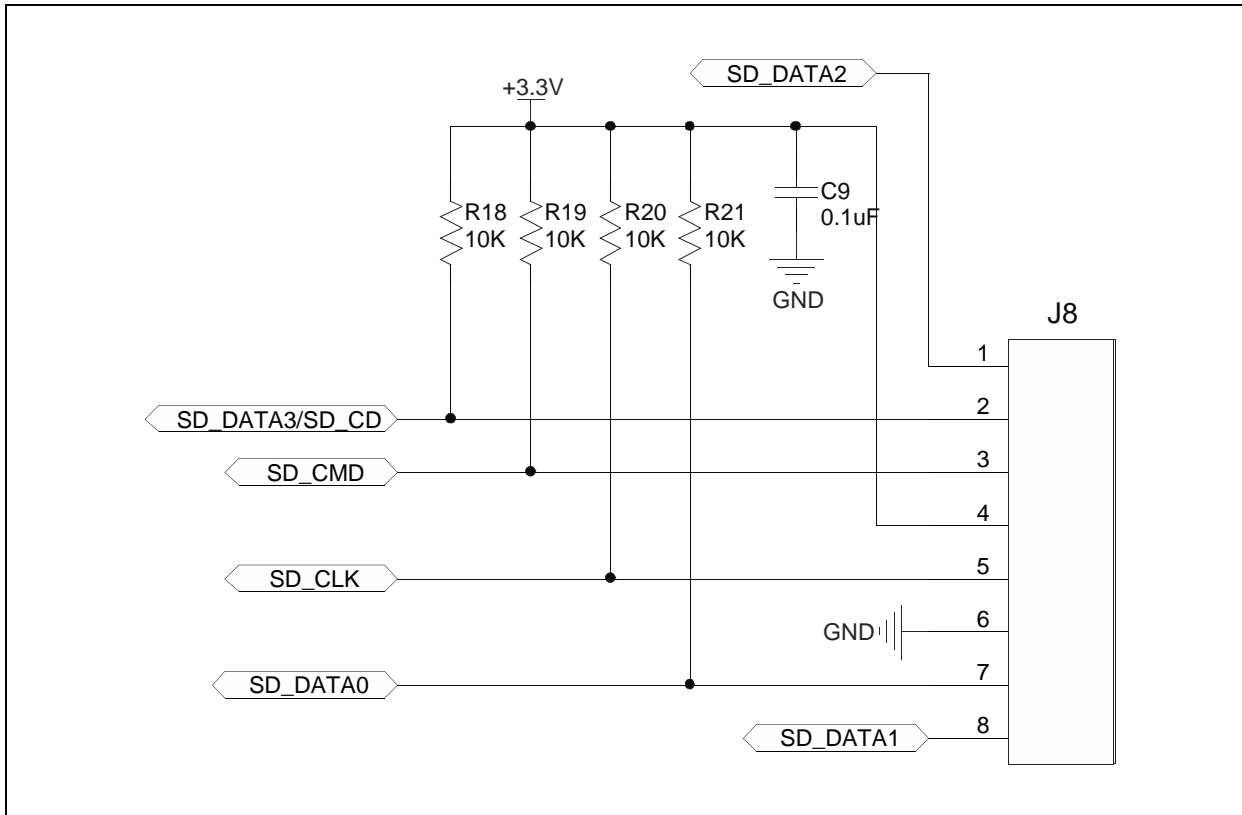 SD_DATA2
+3.3V
R18
10K
R19
10K
R20
10K
R21
10K
C9
0.1uF
GND
J8
1
SD_DATA3/SD_CD
2
SD_CMD
3
4
SD_CLK
5
GND
6
SD_DATA0
7
SD_DATA1
8